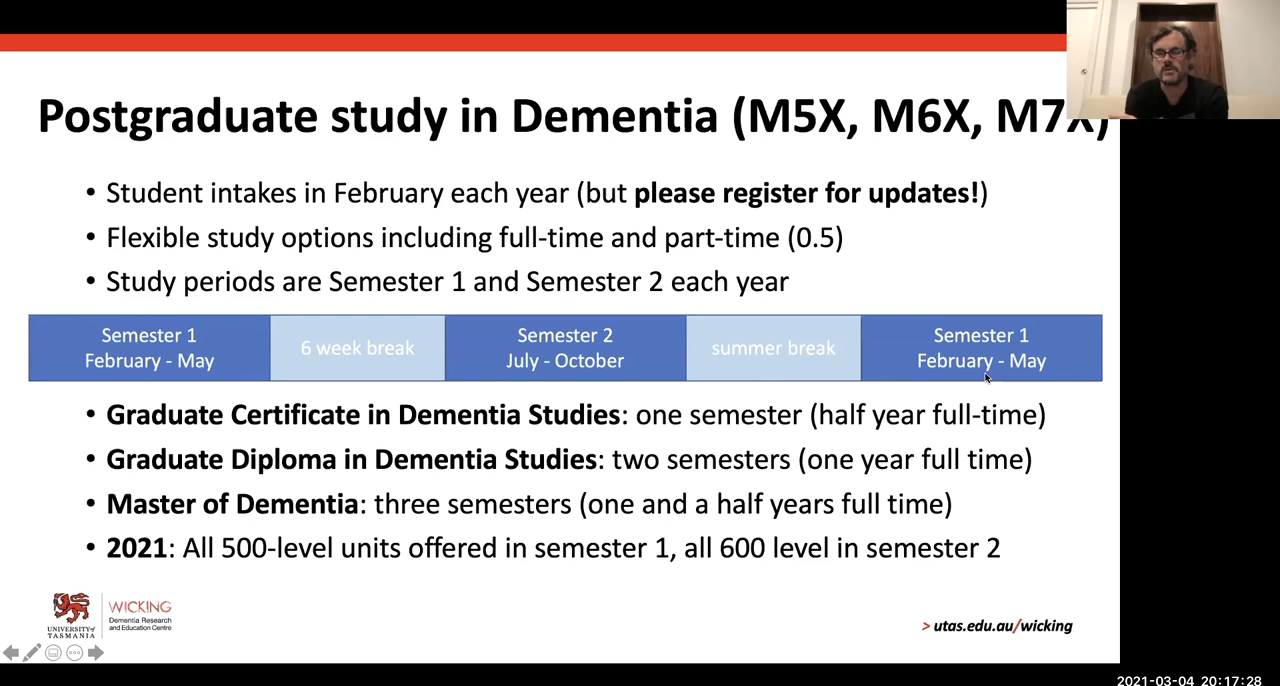 Postgraduate study in Dementia (M5X, M6X, M7X)
• Student intakes in February each year (but please register for updates!)
• Flexible study options including full-time and part-time (0.5)
• Study periods are Semester 1 and Semester 2 each year
Semester 1
February - May
6 week break
Semester 2
July - October
summer break
Semester 1
February - May
• Graduate Certificate in Dementia Studies: one semester (half year full-time)
• Graduate Diploma in Dementia Studies: two semesters (one year full time)
• Master of Dementia: three semesters (one and a half years full time)
• 2021: All 500-level units offered in semester 1, all 600 level in semester 2
UNIVERSITY of
TASMANIA
WICKING
Dementia Research
and Education Centre
> utas.edu.au/wicking
2021-03-04 20:17:28